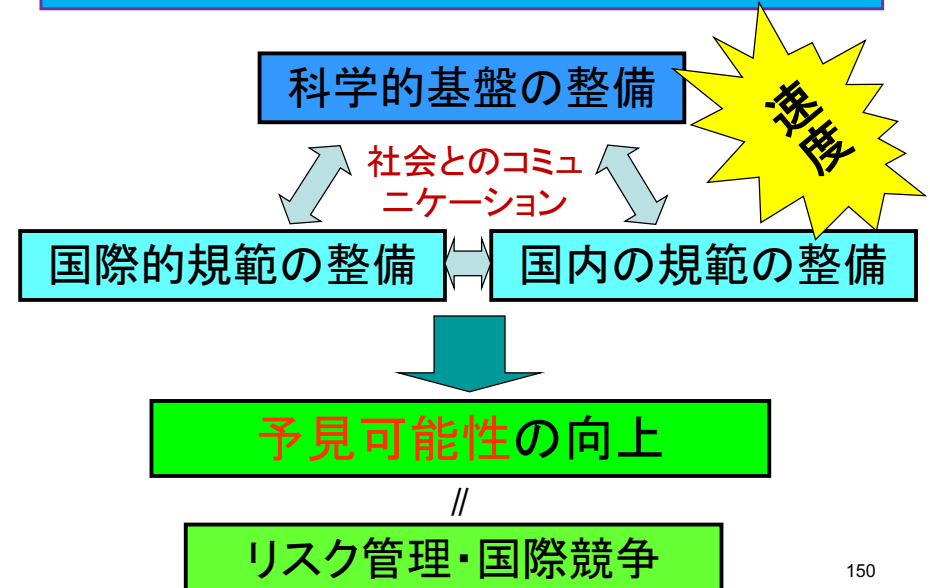 科学的基盤の整備
速度
社会とのコミュ
ニケーション
国際的規範の整備
国内の規範の整備
予見可能性の向上
//
リスク管理・国際競争
150